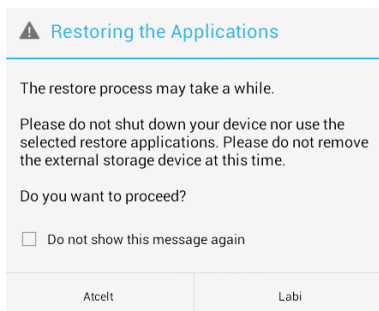 Restoring the Applications
The restore process may take a while.
Please do not shut down your device nor use the
selected restore applications. Please do not remove
the external storage device at this time.
Do you want to proceed?
Do not show this message again
Atcelt
Labi